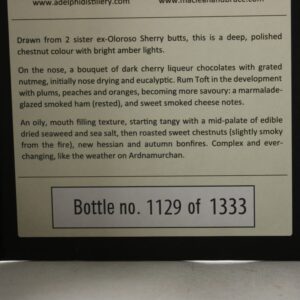 www.adelphidistillery.com www.macleanandbruce.com
Drawn from 2 sister ex-Oloroso Sherry butts, this is a deep, polished
chestnut colour with bright amber lights.
On the nose, a bouquet of dark cherry liqueur chocolates with grated
nutmeg, initially nose drying and eucalyptic. Rum Toft in the development
with plums, peaches and oranges, becoming more savoury: a marmalade-
glazed smoked ham (rested), and sweet smoked cheese notes.
An oily, mouth filling texture, starting tangy with a mid-palate of edible
dried seaweed and sea salt, then roasted sweet chestnuts (slightly smoky
from the fire), new hessian and autumn bonfires. Complex and ever-
changing, like the weather on Ardnamurchan.
Bottle no. 1129 of 1333